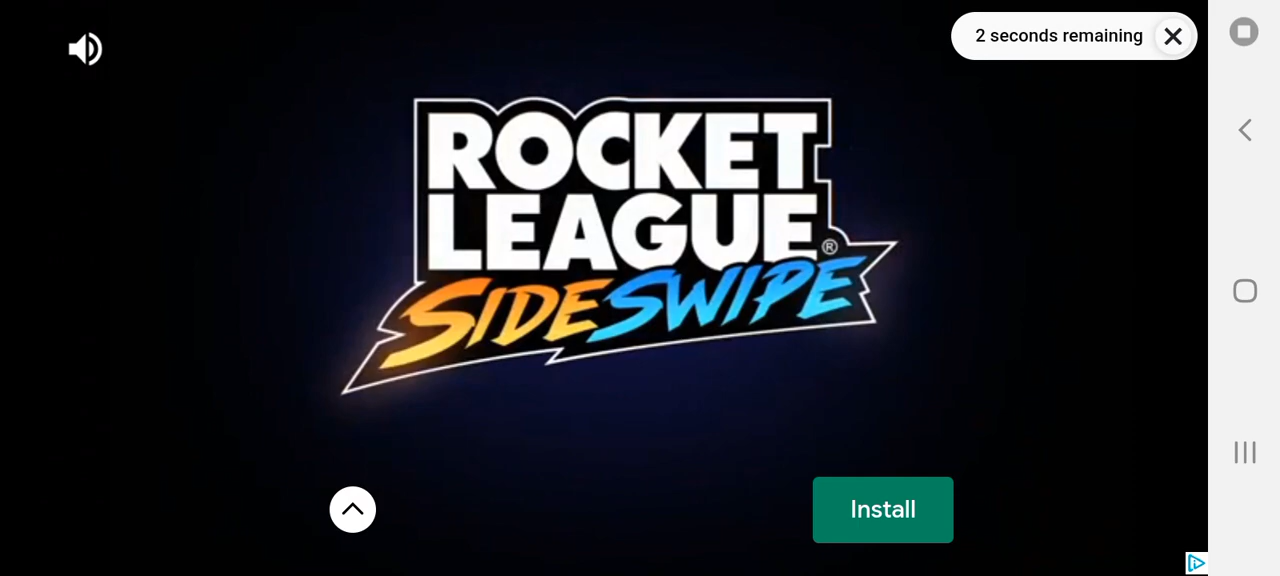 2 seconds remaining
ROCKET
LEAGUE®
SIDESWIPE
Install